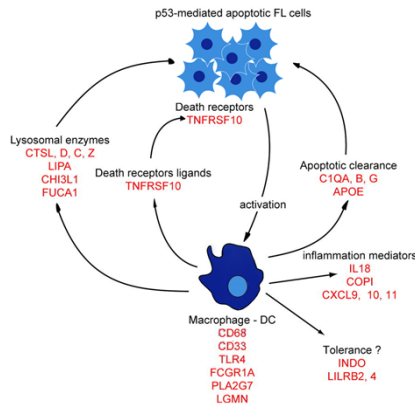 p53-mediated apoptotic FL cells
Death receptors
TNFRSF10
Lysosomal enzymes
CTSL, D, C, Z
LIPA
CHI3L1
FUCA1
Death receptors ligands
TNFRSF10
Apoptotic clearance
C1QA, B, G
APOE
activation
inflammation mediators
IL18
COPI
CXCL9, 10, 11
Macrophage - DC
CD68
CD33
TLR4
FCGR1A
PLA2G7
LGMN
Tolerance ?
INDO
LILRB2, 4